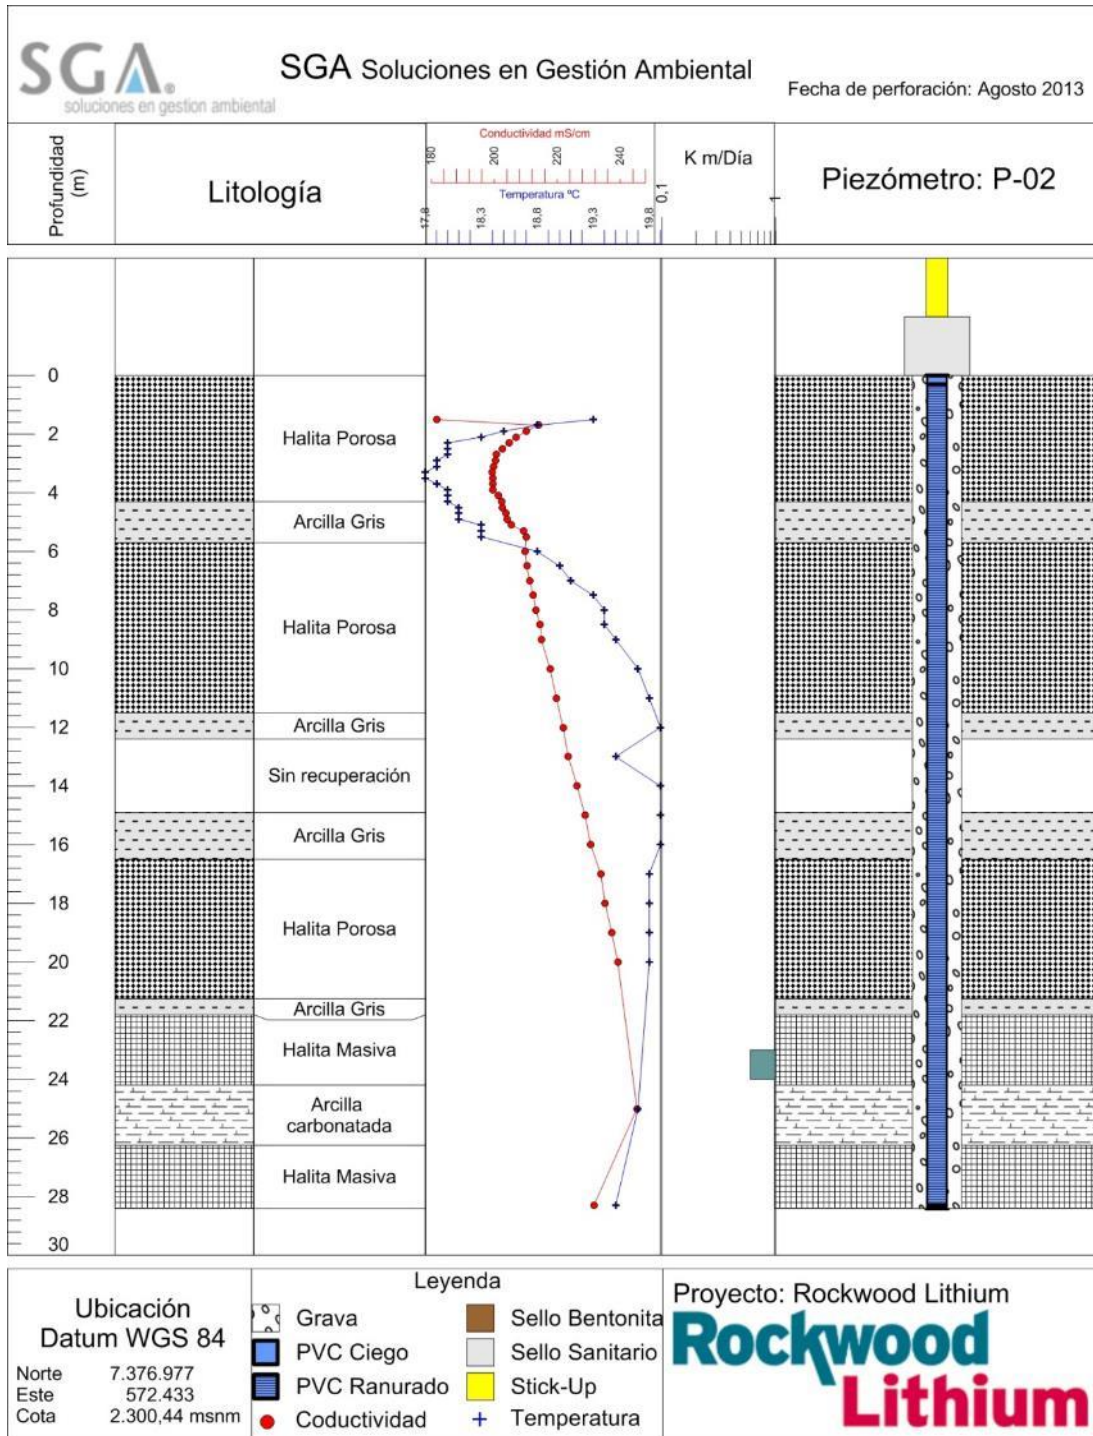 SGA
soluciones en gestion ambiental
SGA Soluciones en Gestión Ambiental
Fecha de perforación: Agosto 2013
Profundidad
(m)
Litología
Conductividad mS/cm
180 200 220 240
Temperatura ºC
17,8 18,3 18,8 19,3 19,8
K m/Día
0,1 1
Piezómetro: P-02
0
Halita Porosa
2
4
Arcilla Gris
6
8
Halita Porosa
10
Arcilla Gris
12
Sin recuperación
14
Arcilla Gris
16
18
Halita Porosa
20
Arcilla Gris
22
Halita Masiva
24
Arcilla
carbonatada
26
Halita Masiva
28
30
Ubicación
Datum WGS 84
Norte 7.376.977
Este 572.433
Cota 2.300,44 msnm
Leyenda
Grava
PVC Ciego
PVC Ranurado
Coductividad
Sello Bentonita
Sello Sanitario
Stick-Up
Temperatura
Proyecto: Rockwood Lithium
Rockwood
Lithium